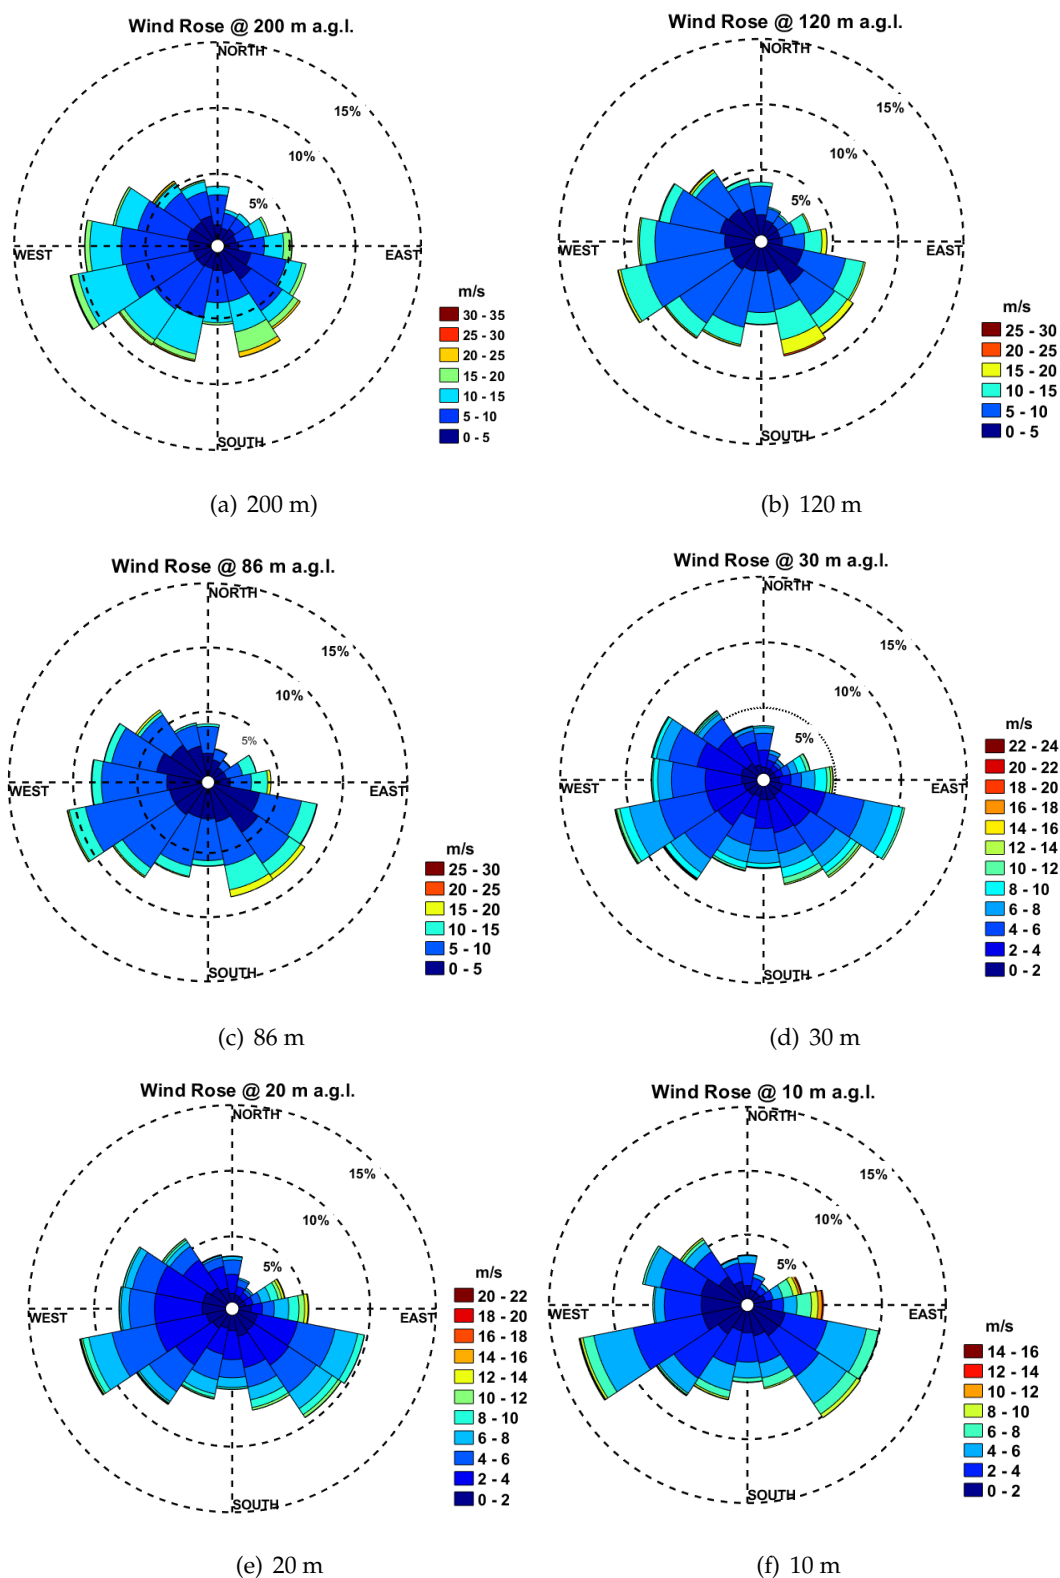 Wind Rose @ 200 m a.g.l.
NORTH
15%
10%
5%
WEST
EAST
SOUTH
m/s
30 - 35
25 - 30
20 - 25
15 - 20
10 - 15
5 - 10
0 - 5
(a) 200 m)
Wind Rose @ 120 m a.g.l.
NORTH
15%
10%
5%
WEST
EAST
SOUTH
m/s
25 - 30
20 - 25
15 - 20
10 - 15
5 - 10
0 - 5
(b) 120 m
Wind Rose @ 86 m a.g.l.
NORTH
15%
10%
5%
WEST
EAST
SOUTH
m/s
25 - 30
20 - 25
15 - 20
10 - 15
5 - 10
0 - 5
(c) 86 m
Wind Rose @ 30 m a.g.l.
NORTH
15%
10%
5%
WEST
EAST
SOUTH
m/s
22 - 24
20 - 22
18 - 20
16 - 18
14 - 16
12 - 14
10 - 12
8 - 10
6 - 8
4 - 6
2 - 4
0 - 2
(d) 30 m
Wind Rose @ 20 m a.g.l.
NORTH
15%
10%
5%
WEST
EAST
SOUTH
m/s
20 - 22
18 - 20
16 - 18
14 - 16
12 - 14
10 - 12
8 - 10
6 - 8
4 - 6
2 - 4
0 - 2
(e) 20 m
Wind Rose @ 10 m a.g.l.
NORTH
15%
10%
5%
WEST
EAST
SOUTH
m/s
14 - 16
12 - 14
10 - 12
8 - 10
6 - 8
4 - 6
2 - 4
0 - 2
(f) 10 m